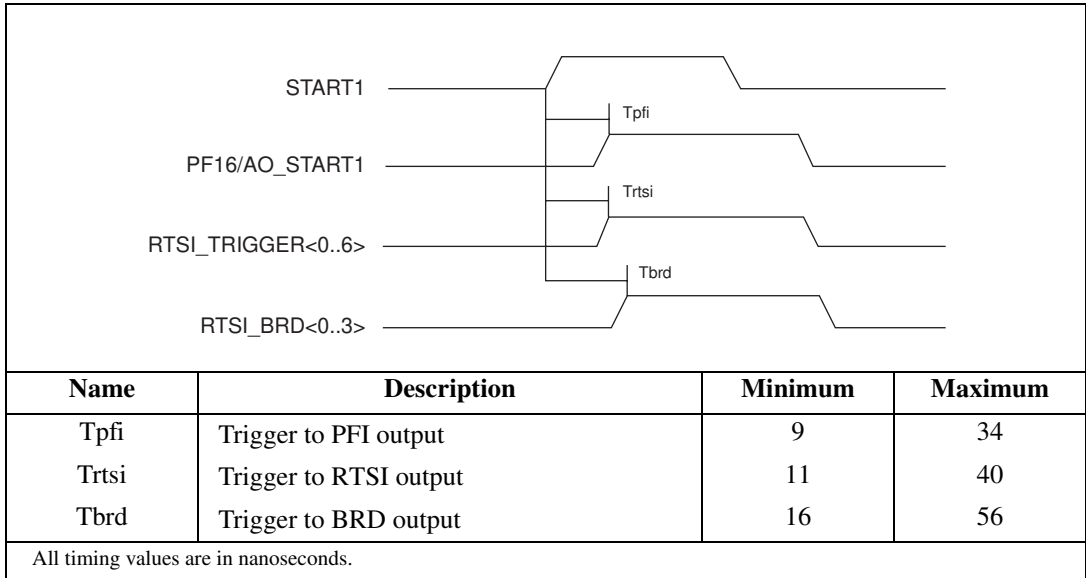 START1
Tpfi
PF16/AO_START1
Trtsi
RTSI_TRIGGER<0..6>
Tbrd
RTSI_BRD<0..3>
Name Description Minimum Maximum
Tpfi Trigger to PFI output 9 34
Trtsi Trigger to RTSI output 11 40
Tbrd Trigger to BRD output 16 56
All timing values are in nanoseconds.